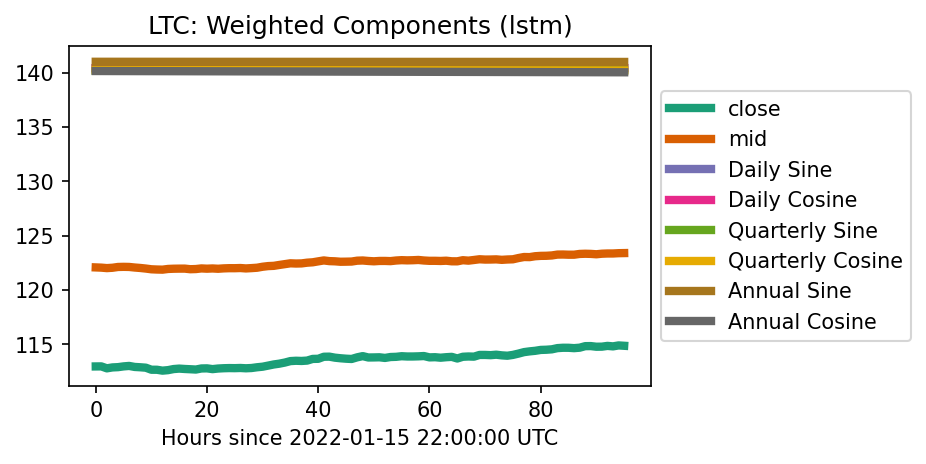 LTC: Weighted Components (lstm)
140
135
130
125
120
115
0 20 40 60 80
Hours since 2022-01-15 22:00:00 UTC
close
mid
Daily Sine
Daily Cosine
Quarterly Sine
Quarterly Cosine
Annual Sine
Annual Cosine